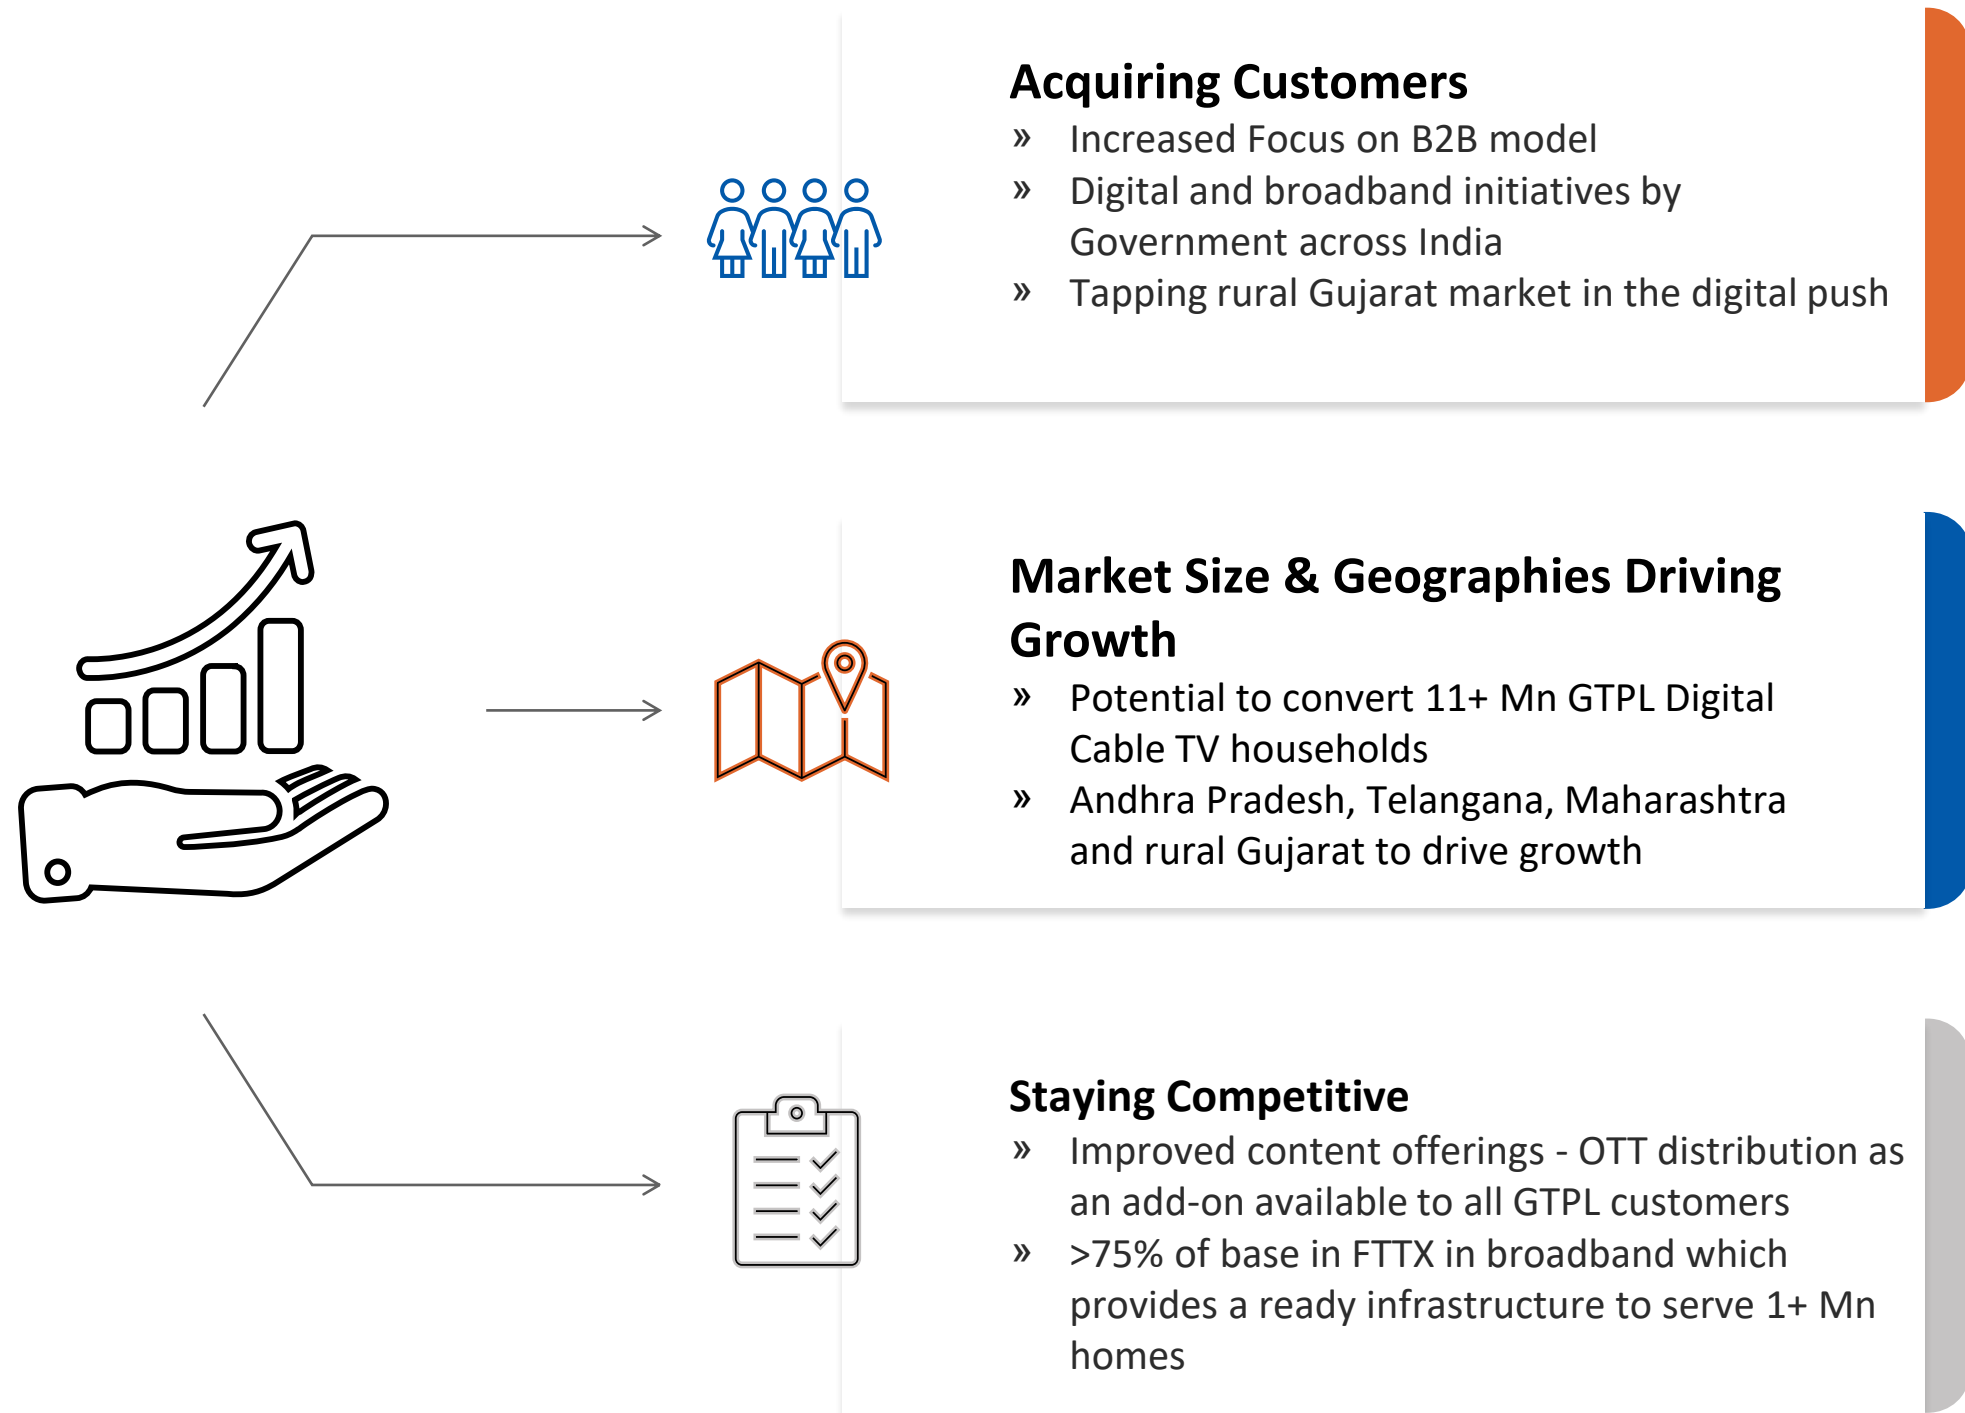 Acquiring Customers
» Increased Focus on B2B model
» Digital and broadband initiatives by
Government across India
» Tapping rural Gujarat market in the digital push
Market Size & Geographies Driving
Growth
» Potential to convert 11+ Mn GTPL Digital
Cable TV households
» Andhra Pradesh, Telangana, Maharashtra
and rural Gujarat to drive growth
Staying Competitive
» Improved content offerings - OTT distribution as
an add-on available to all GTPL customers
» >75% of base in FTTX in broadband which
provides a ready infrastructure to serve 1+ Mn
homes